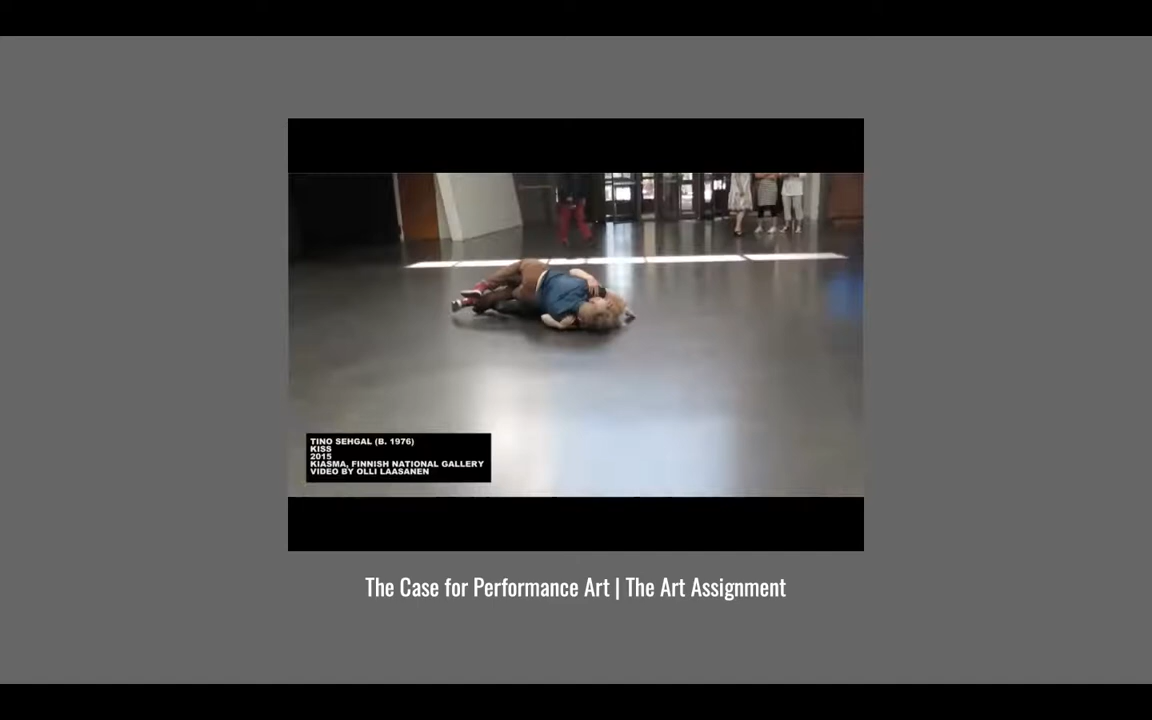 TINO SEHGAL (B. 1976)
KISS
2015
KIASMA, FINNISH NATIONAL GALLERY
VIDEO BY OLLI LAASANEN
The Case for Performance Art | The Art Assignment